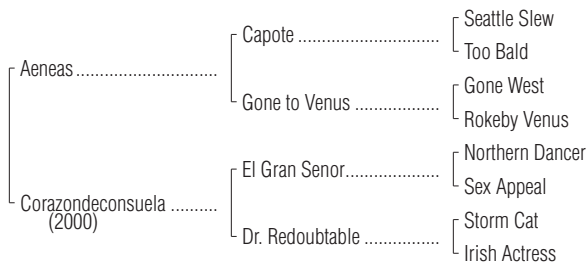 Seattle Slew
Capote ..............................
Too Bald
Aeneas ..............................
Gone West
Gone to Venus ..................
Rokeby Venus
Northern Dancer
El Gran Senor....................
Sex Appeal
Corazondeconsuela ..........
(2000)
Storm Cat
Dr. Redoubtable ................
Irish Actress